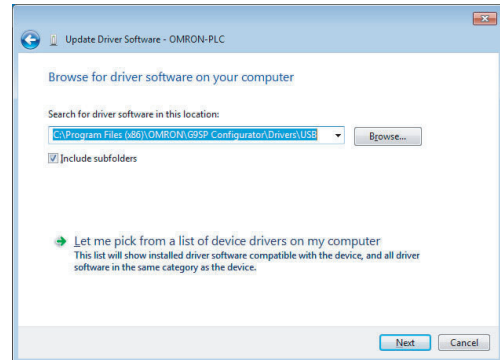 Update Driver Software - OMRON-PLC
Browse for driver software on your computer
Search for driver software in this location:
C:\Program Files (x86)\OMRON\G9SP Configurator\Drivers\USB
Browse...
Include subfolders
Let me pick from a list of device drivers on my computer
This list will show installed driver software compatible with the device, and all driver
software in the same category as the device.
Next Cancel